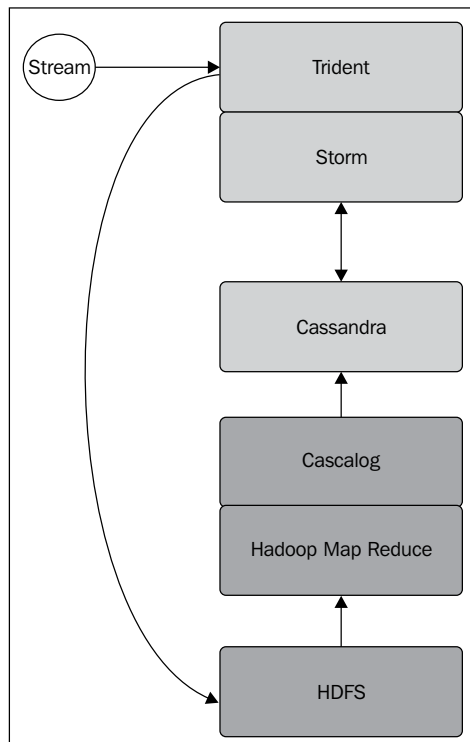 Stream
Trident
Storm
Cassandra
Cascalog
Hadoop Map Reduce
HDFS